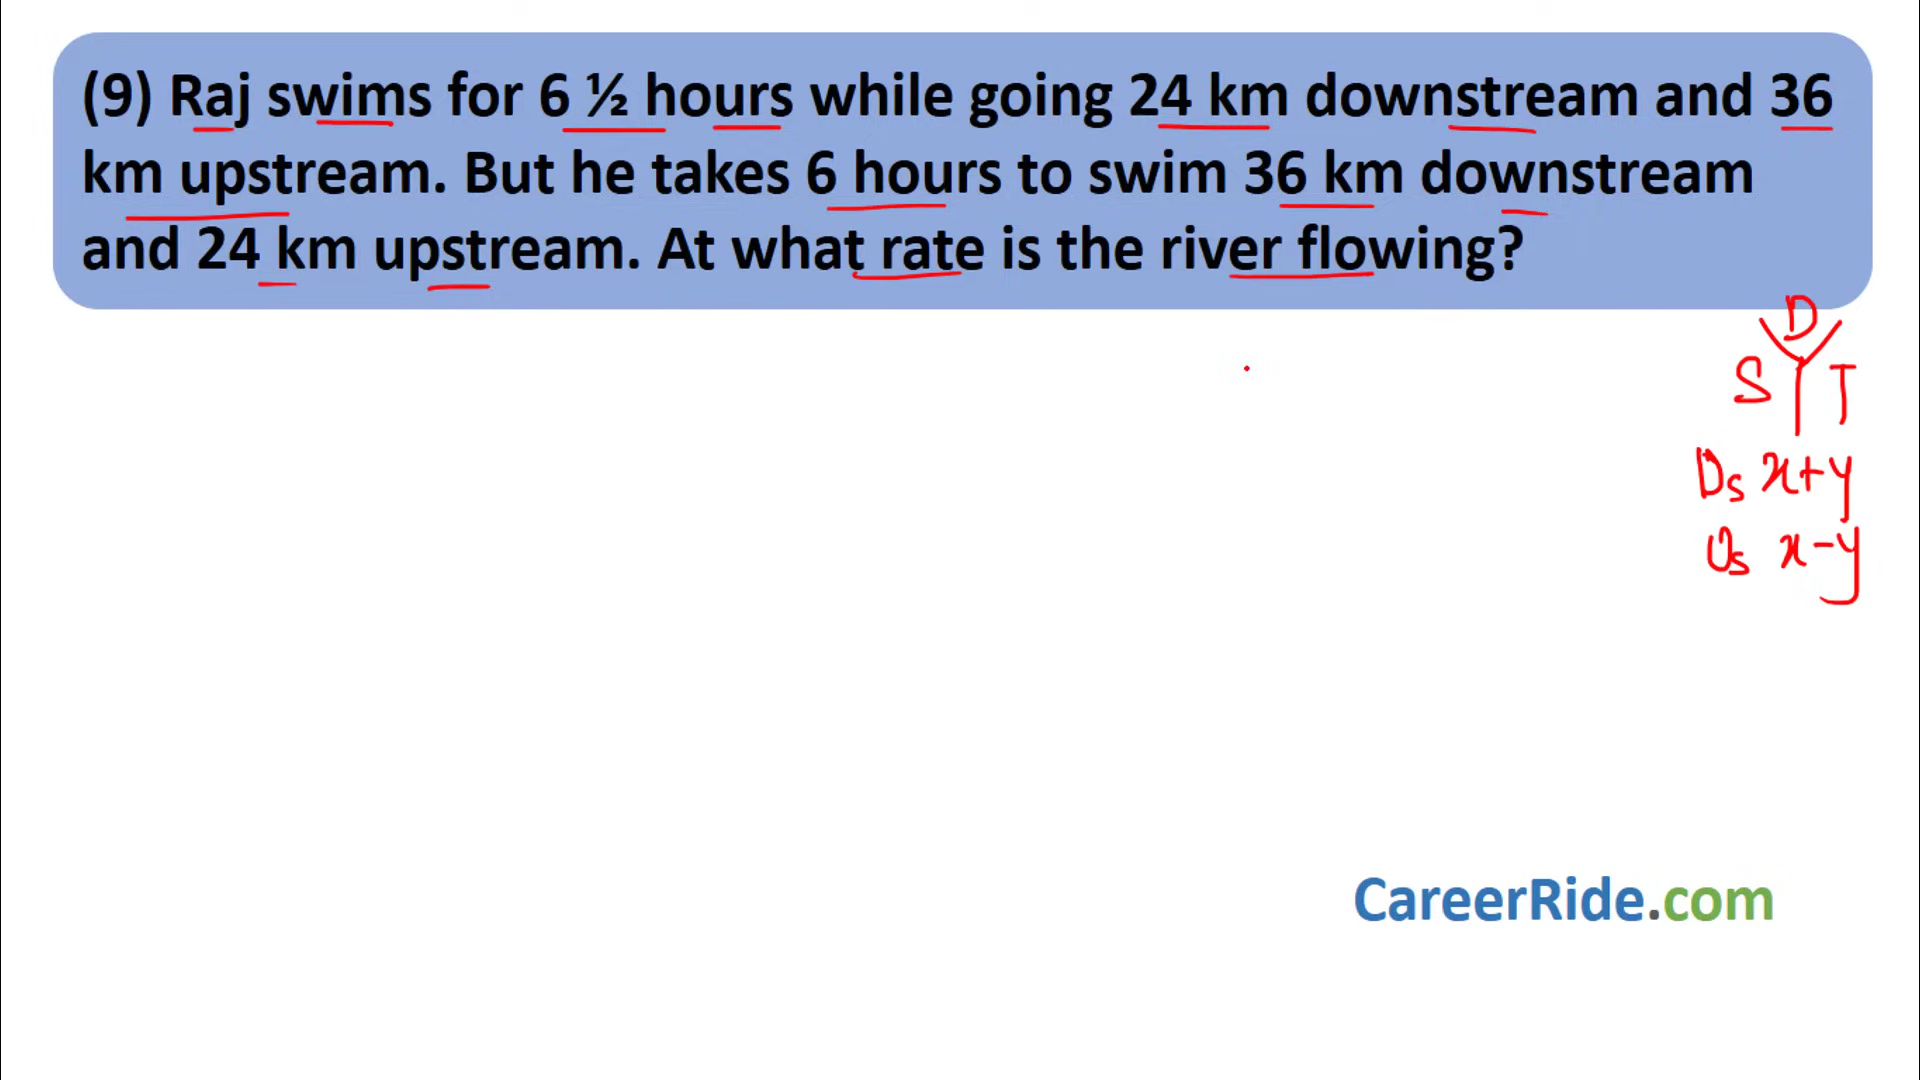 (9) Raj swims for 6 ½ hours while going 24 km downstream and 36
km upstream. But he takes 6 hours to swim 36 km downstream
and 24 km upstream. At what rate is the river flowing?
D
S T
Ds x+y
Us x-y
CareerRide.com